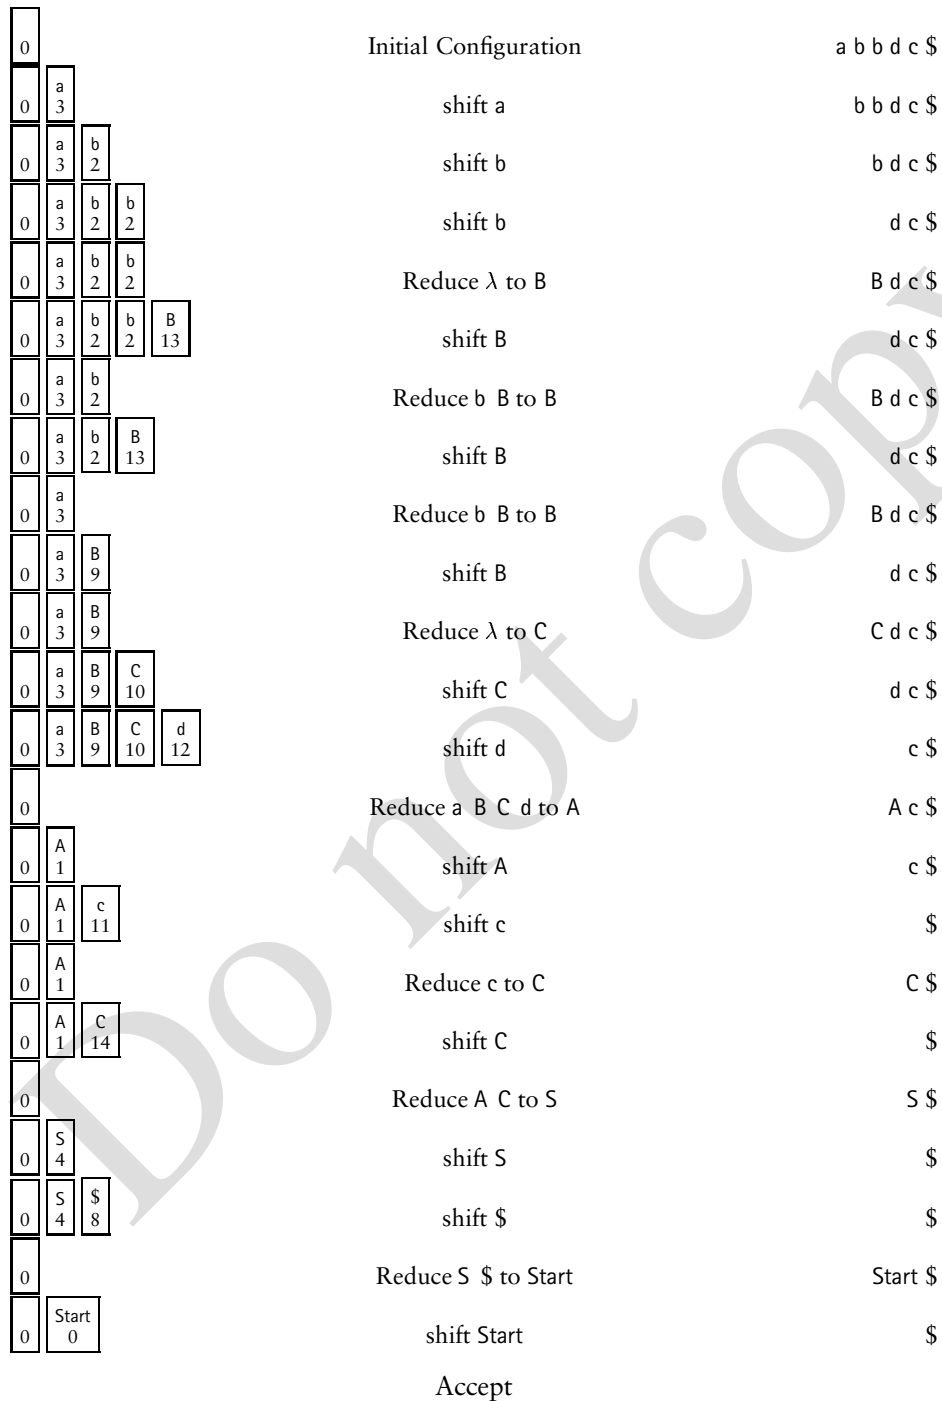 0 Initial Configuration a b b d c $
0 a 3 shift a b b d c $
0 a 3 b 2 shift b b d c $
0 a 3 b 2 b 2 shift b d c $
0 a 3 b 2 b 2 Reduce λ to B B d c $
0 a 3 b 2 b 2 B 13 shift B d c $
0 a 3 b 2 Reduce b B to B B d c $
0 a 3 b 2 B 13 shift B d c $
0 a 3 Reduce b B to B B d c $
0 a 3 B 9 shift B d c $
0 a 3 B 9 Reduce λ to C C d c $
0 a 3 B 9 C 10 shift C d c $
0 a 3 B 9 C 10 d 12 shift d c $
0 Reduce a B C d to A A c $
0 A 1 shift A c $
0 A 1 c 11 shift c $
0 A 1 Reduce c to C C $
0 A 1 C 14 shift C $
0 Reduce A C to S S $
0 S 4 shift S $
0 S 4 $ 8 shift $ $
0 Reduce S $ to Start Start $
0 Start 0 shift Start $
Accept
Do not copy